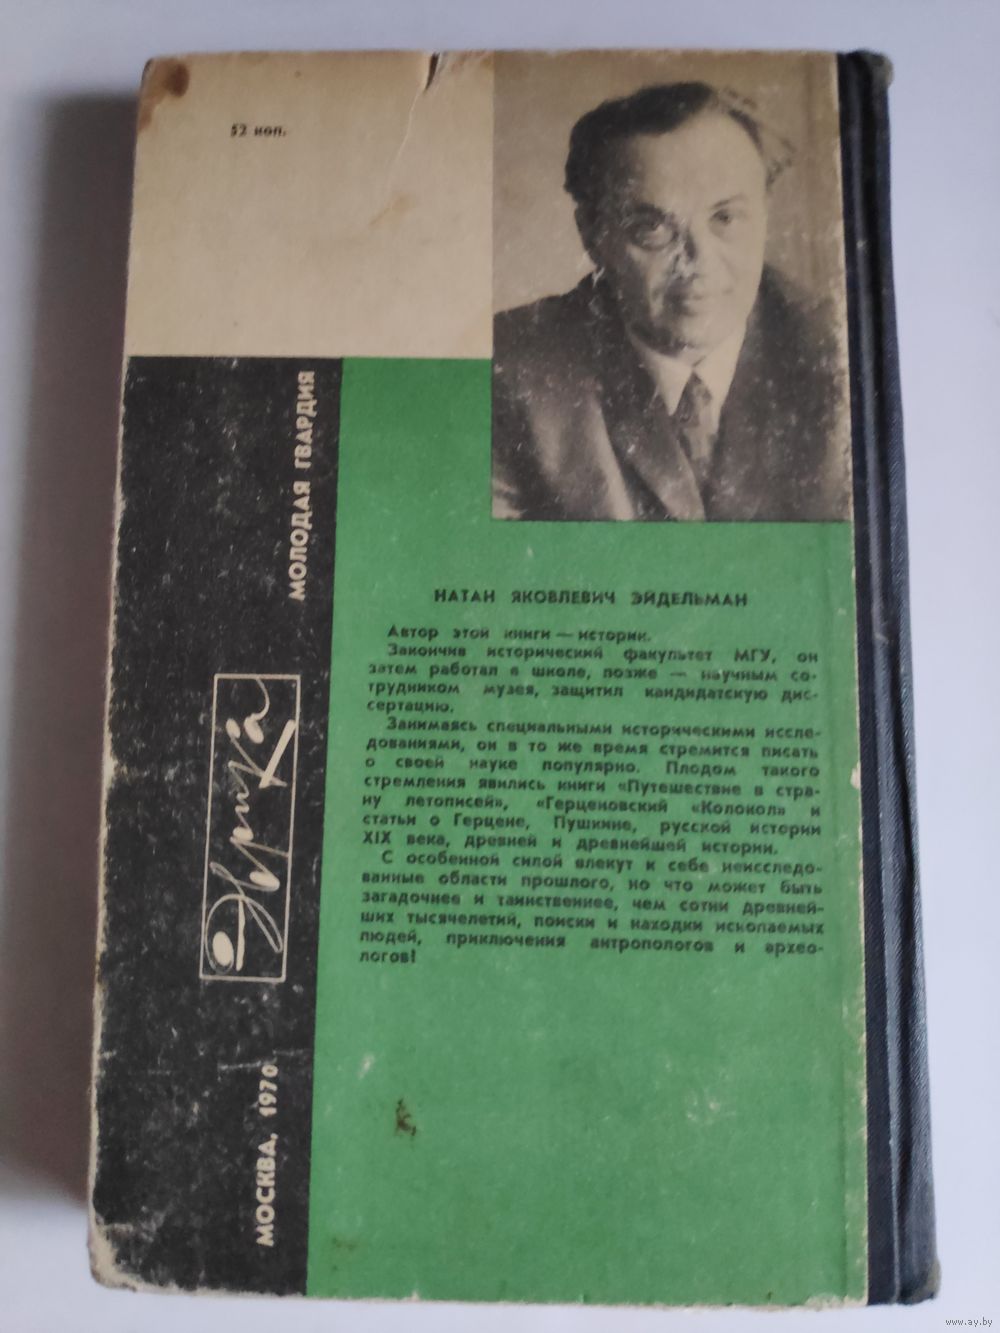 52 коп.
МОЛОДАЯ ГВАРДИЯ
Эврика
МОСКВА, 1970
НАТАН ЯКОВЛЕВИЧ ЭЙДЕЛЬМАН
Автор этой книги — историк.
Закончив исторический факультет МГУ, он
затем работал в школе, позже — научным со-
трудником музея, защитил кандидатскую дис-
сертацию.
Занимаясь специальными историческими иссле-
дованиями, он в то же время стремится писать
о своей науке популярно. Плодом такого
стремления явились книги «Путешествие в стра-
ну летописей», «Герценовский «Колокол» и
статьи о Герцене, Пушкине, русской истории
XIX века, древней и древнейшей истории.
С особенной силой влекут к себе неисследо-
ванные области прошлого, но что может быть
загадочнее и таинственнее, чем сотни древней-
ших тысячелетий, поиски и находки ископаемых
людей, приключения антропологов и архео-
логов!
www.ay.by